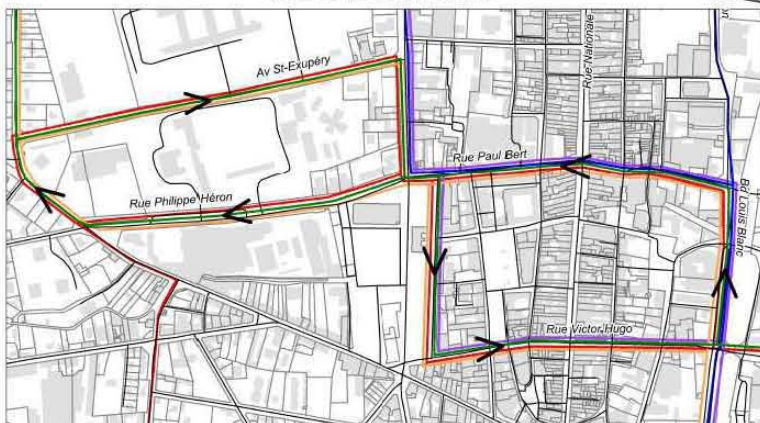 Av St-Exupéry
Rue Nationale
Rue Paul Bert
Rue Philippe Héron
Bd Louis Blanc
Rue Victor Hugo